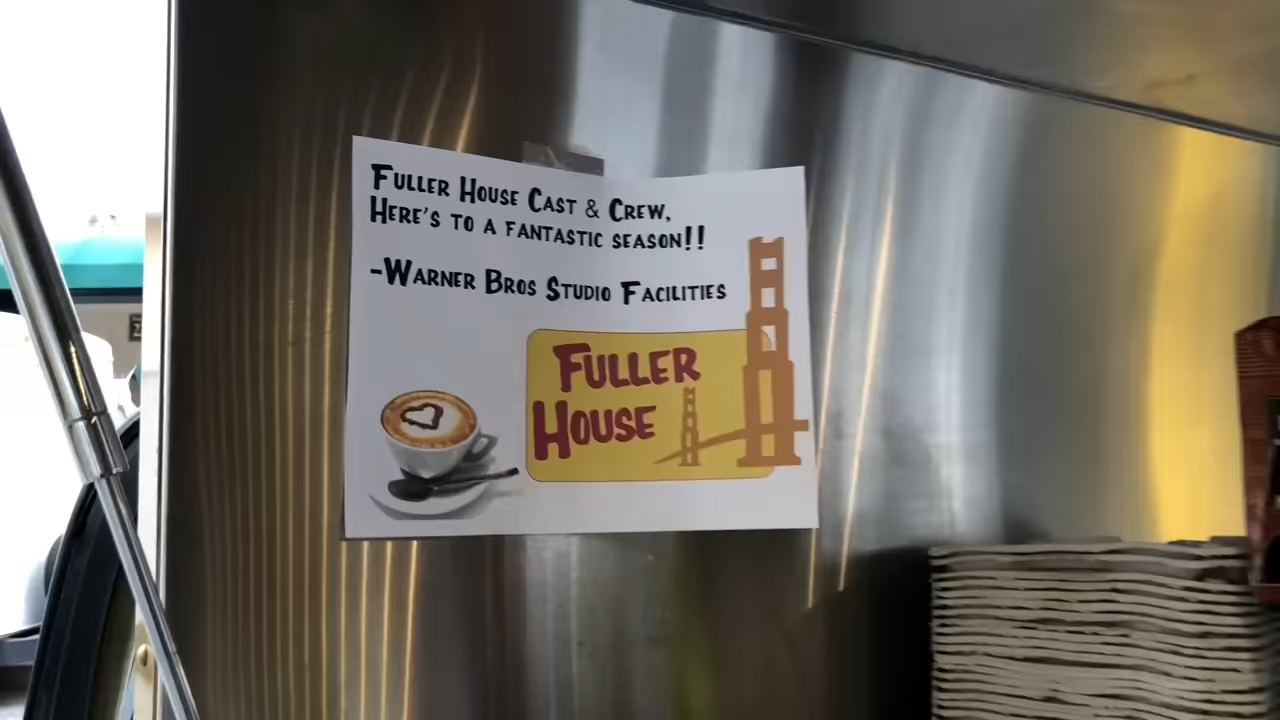 Fuller House Cast & Crew,
Here's to a fantastic season!!
-Warner Bros Studio Facilities
Fuller
House